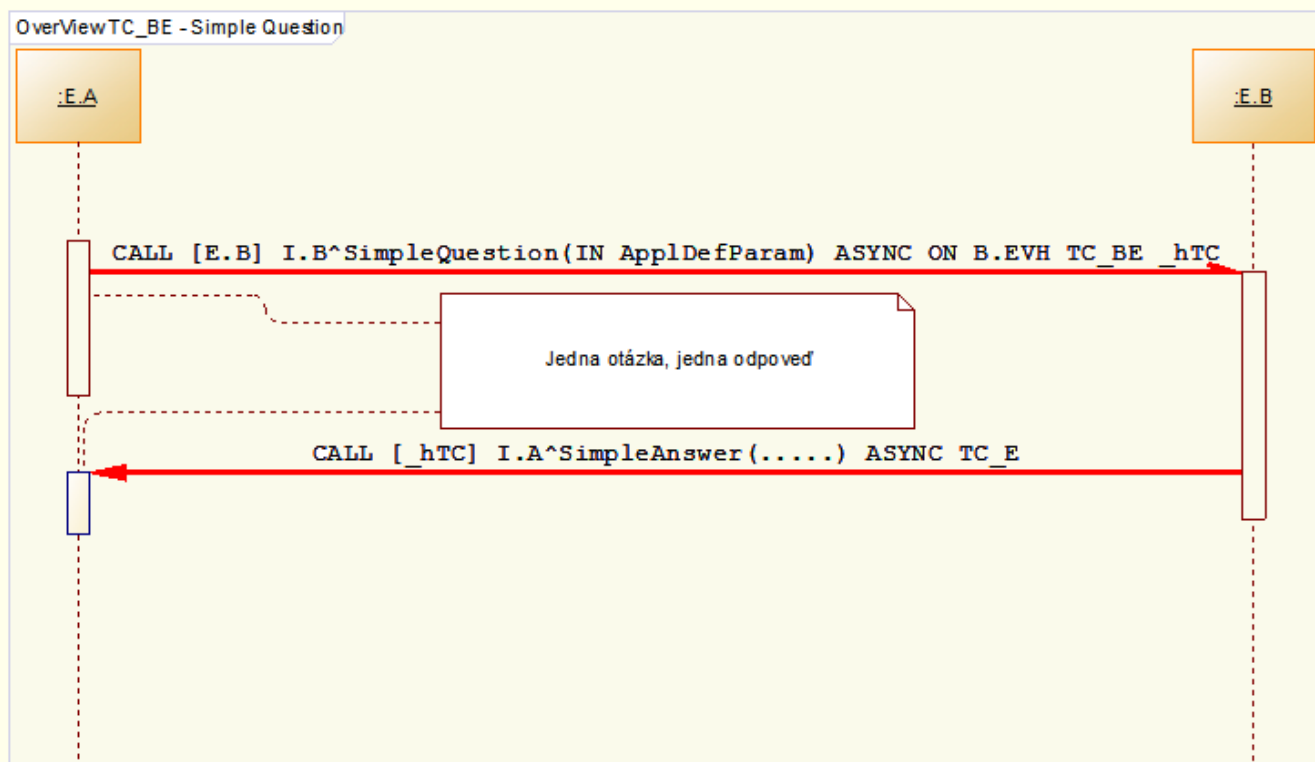 OverViewTC_BE - Simple Question
:E.A
:E.B
CALL [E.B] I.B^SimpleQuestion(IN ApplDefParam) ASYNC ON B.EVH TC_BE _hTC
Jedna otázka, jedna odpoveď
CALL [_hTC] I.A^SimpleAnswer(.....) ASYNC TC_E